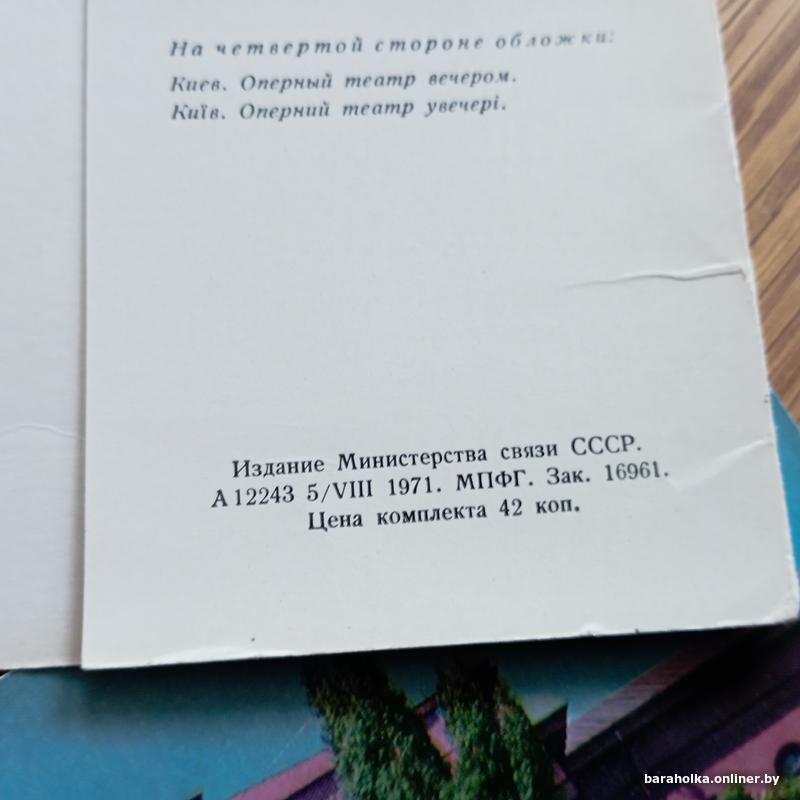 На четвертой стороне обложки:
Киев. Оперный театр вечером.
Київ. Оперний театр увечері.
Издание Министерства связи СССР.
А 12243 5/VIII 1971. МПФГ. Зак. 16961.
Цена комплекта 42 коп.
baraholka.onliner.by